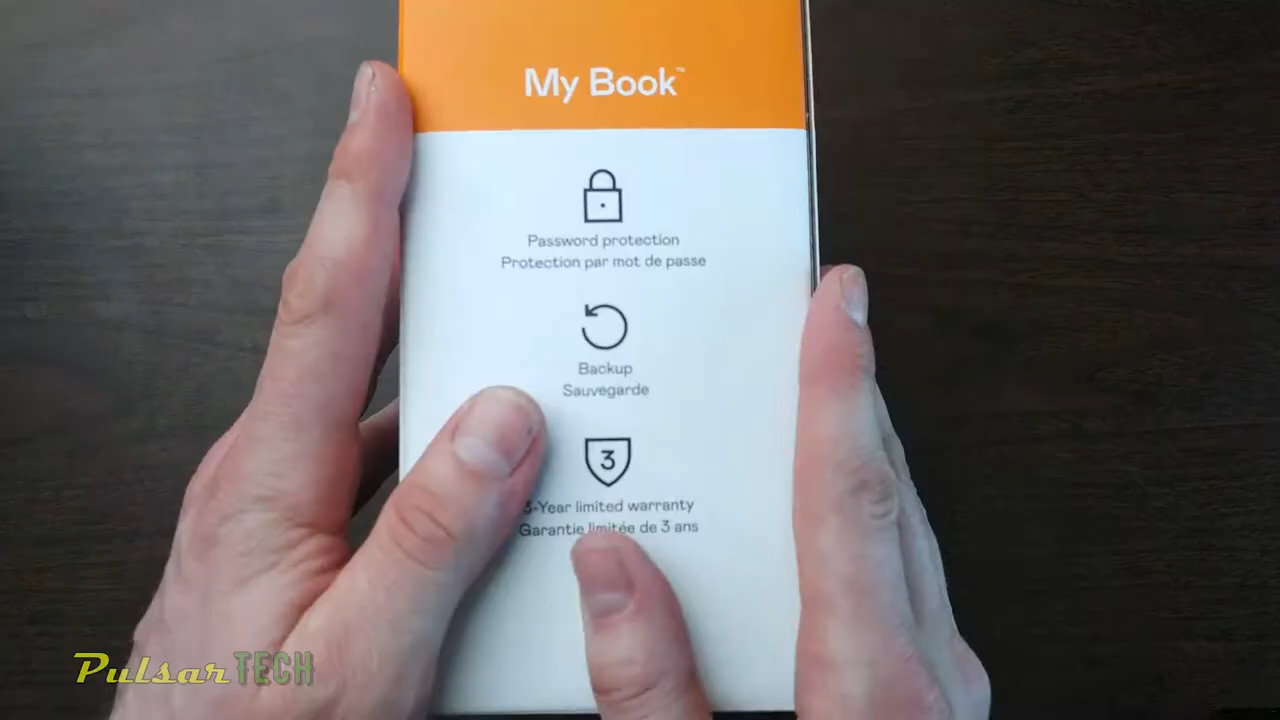 My Book™
Password protection
Protection par mot de passe
Backup
Sauvegarde
3
3-Year limited warranty
Garantie limitée de 3 ans
PulsarTECH